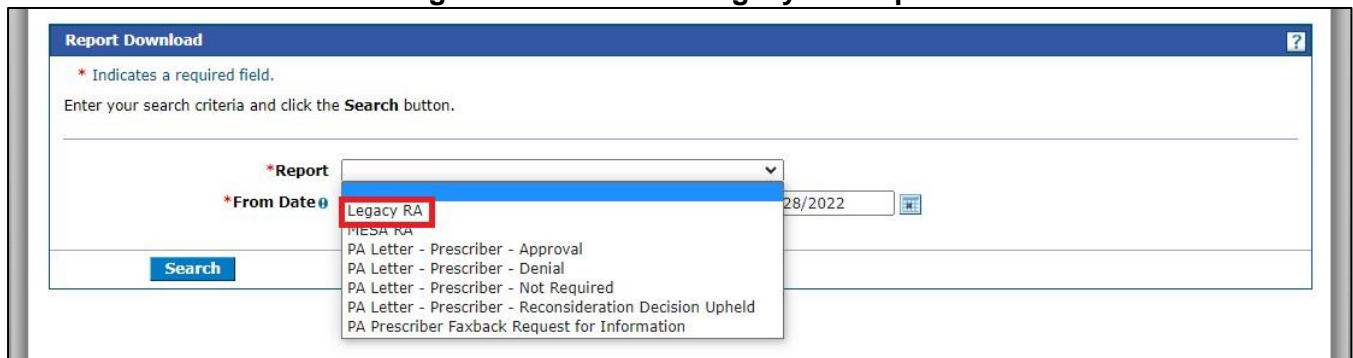 Report Download
?
* Indicates a required field.
Enter your search criteria and click the Search button.
*Report
*From Date
28/2022
Legacy RA
MESA RA
PA Letter - Prescriber - Approval
PA Letter - Prescriber - Denial
PA Letter - Prescriber - Not Required
PA Letter - Prescriber - Reconsideration Decision Upheld
PA Prescriber Faxback Request for Information
Search